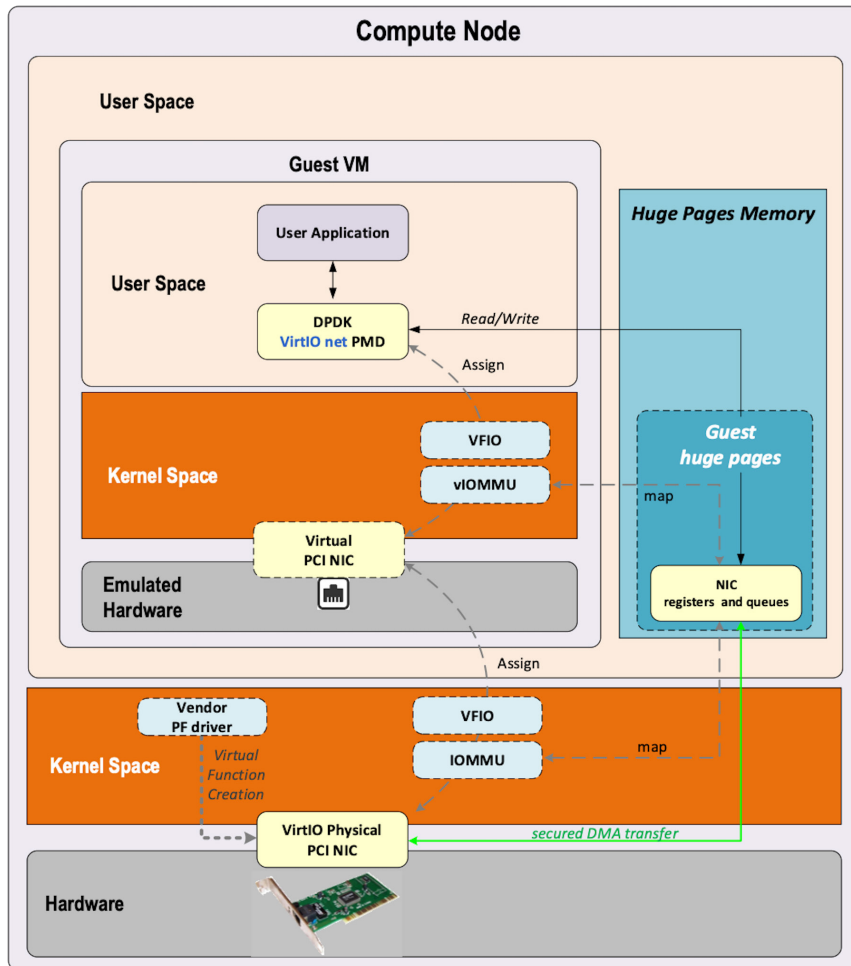 Compute Node
User Space
Guest VM
Huge Pages Memory
User Application
User Space
DPDK
VirtIO net PMD
Read/Write
Assign
VFIO
Guest
huge pages
Kernel Space
vIOMMU
map
Virtual
PCI NIC
Emulated
Hardware
NIC
registers and queues
Assign
Vendor
PF driver
VFIO
Kernel Space
Virtual
Function
Creation
IOMMU
map
VirtIO Physical
PCI NIC
secured DMA transfer
Hardware